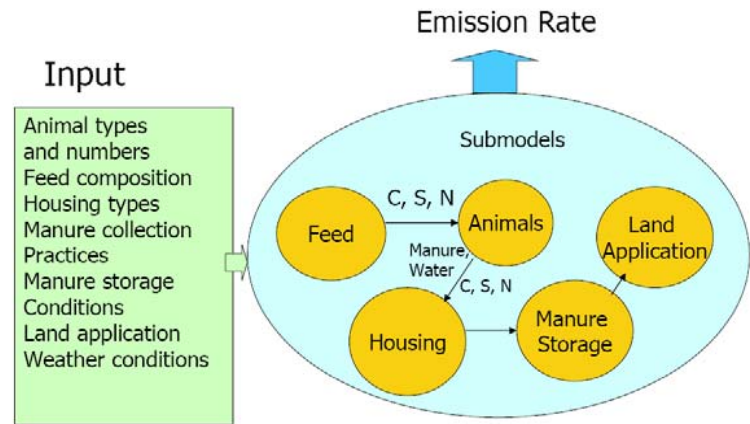 Emission Rate
Input
Animal types
and numbers
Feed composition
Housing types
Manure collection
Practices
Manure storage
Conditions
Land application
Weather conditions
Submodels
C, S, N
Feed
Animals
Land
Application
Manure,
Water
C, S, N
Housing
Manure
Storage